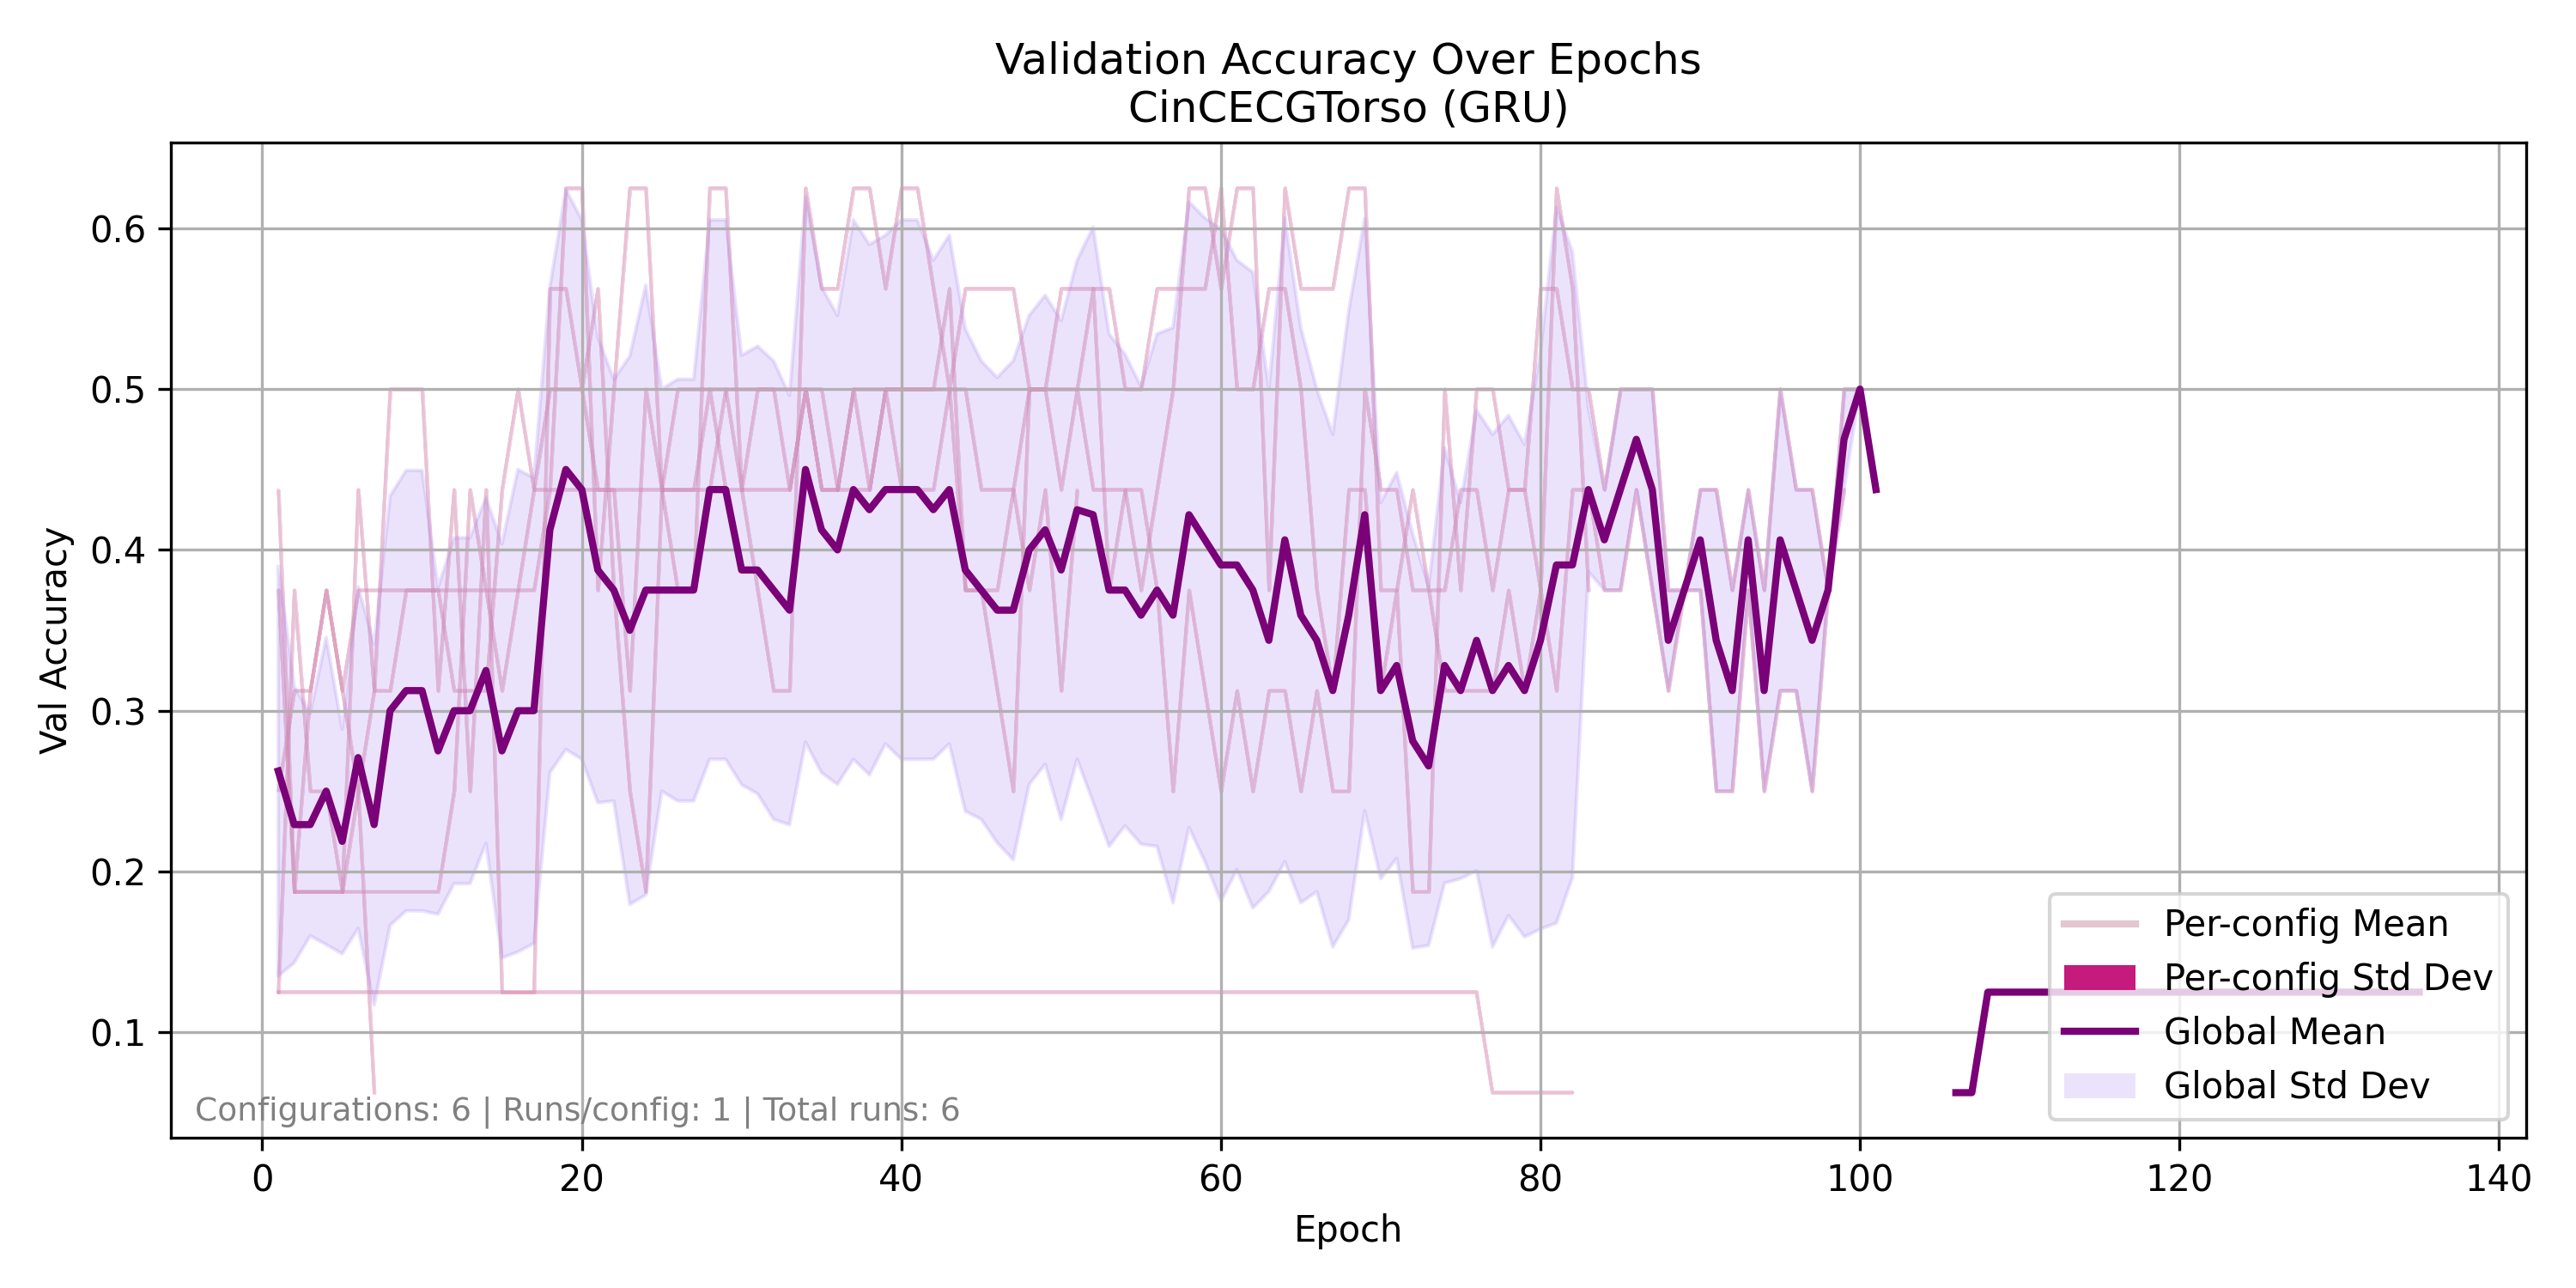 Validation Accuracy Over Epochs
CinCECGTorso (GRU)
Val Accuracy
0.6
0.5
0.4
0.3
0.2
0.1
Per-config Mean
Per-config Std Dev
Global Mean
Global Std Dev
Configurations: 6 | Runs/config: 1 | Total runs: 6
0 20 40 60 80 100 120 140
Epoch